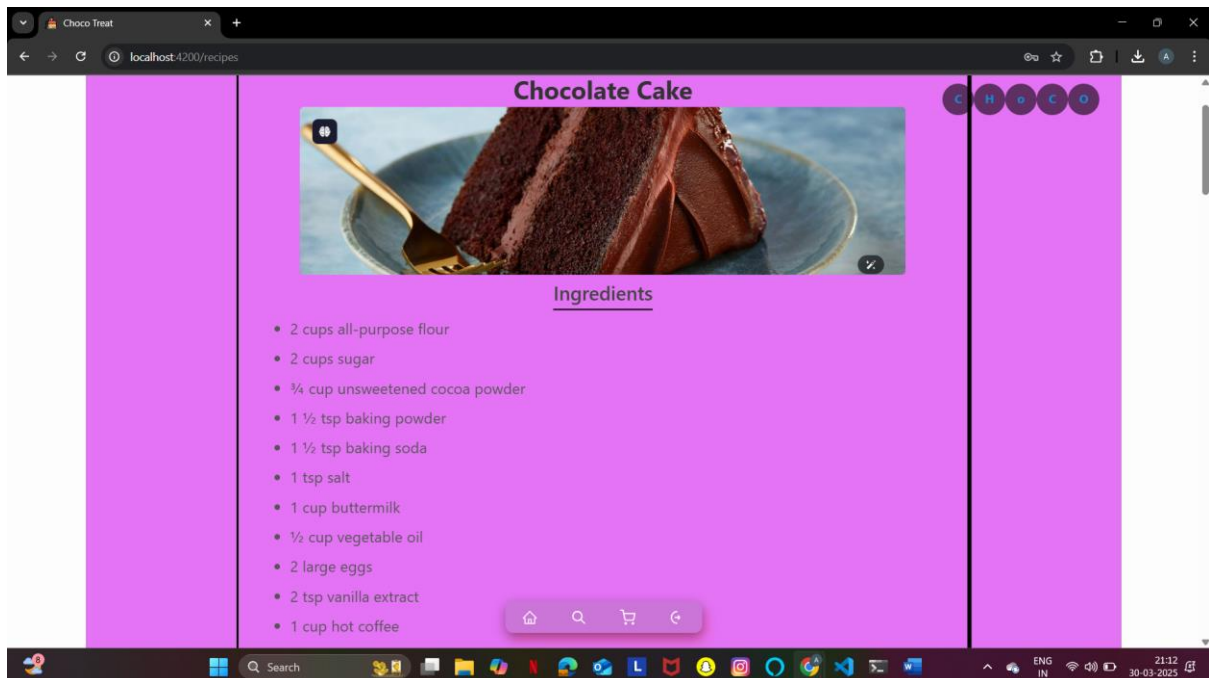 Choco Treat
localhost:4200/recipes
A
Chocolate Cake
C H o C O
Ingredients
• 2 cups all-purpose flour
• 2 cups sugar
• ¾ cup unsweetened cocoa powder
• 1 ½ tsp baking powder
• 1 ½ tsp baking soda
• 1 tsp salt
• 1 cup buttermilk
• ½ cup vegetable oil
• 2 large eggs
• 2 tsp vanilla extract
• 1 cup hot coffee
8
Search
L
ENG
IN
21:12
30-03-2025